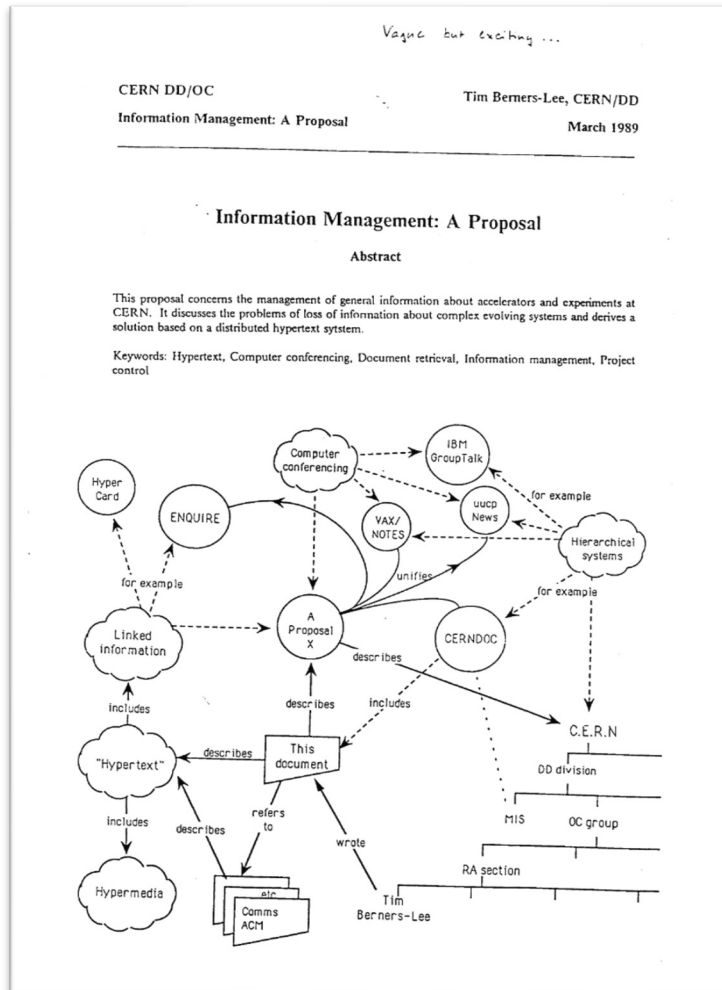 Vague but exciting ...
CERN DD/OC
Tim Berners-Lee, CERN/DD
Information Management: A Proposal
March 1989
Information Management: A Proposal
Abstract
This proposal concerns the management of general information about accelerators and experiments at
CERN. It discusses the problems of loss of information about complex evolving systems and derives a
solution based on a distributed hypertext sytstem.
Keywords: Hypertext, Computer conferencing, Document retrieval, Information management, Project
control
Computer
conferencing
IBM
GroupTalk
Hyper
Card
ENQUIRE
VAX/
NOTES
uucp
News
for example
Hierarchical
systems
unifies
for example
for example
Linked
information
A
Proposal
X
CERNDOC
describes
includes
describes
includes
C.E.R.N
"Hypertext"
describes
This
document
DD division
includes
describes
refers
to
wrote
MIS
OC group
RA section
Hypermedia
etc
Comms
ACM
Tim
Berners-Lee